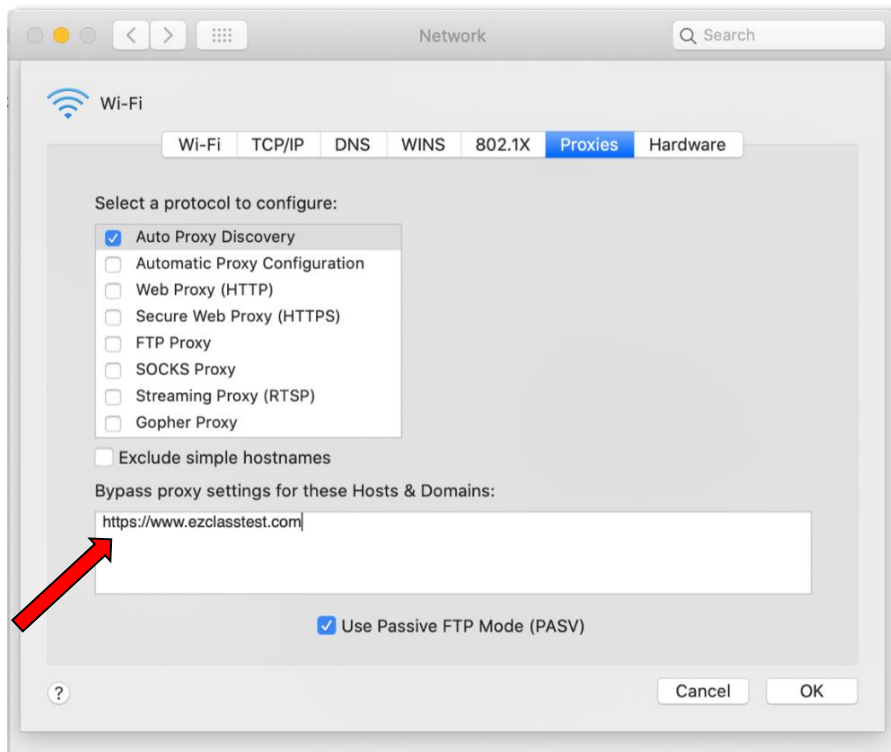 Network
Search
Wi-Fi
Wi-Fi TCP/IP DNS WINS 802.1X Proxies Hardware
Select a protocol to configure:
Auto Proxy Discovery
Automatic Proxy Configuration
Web Proxy (HTTP)
Secure Web Proxy (HTTPS)
FTP Proxy
SOCKS Proxy
Streaming Proxy (RTSP)
Gopher Proxy
Exclude simple hostnames
Bypass proxy settings for these Hosts & Domains:
https://www.ezclasstest.com
Use Passive FTP Mode (PASV)
?
Cancel OK